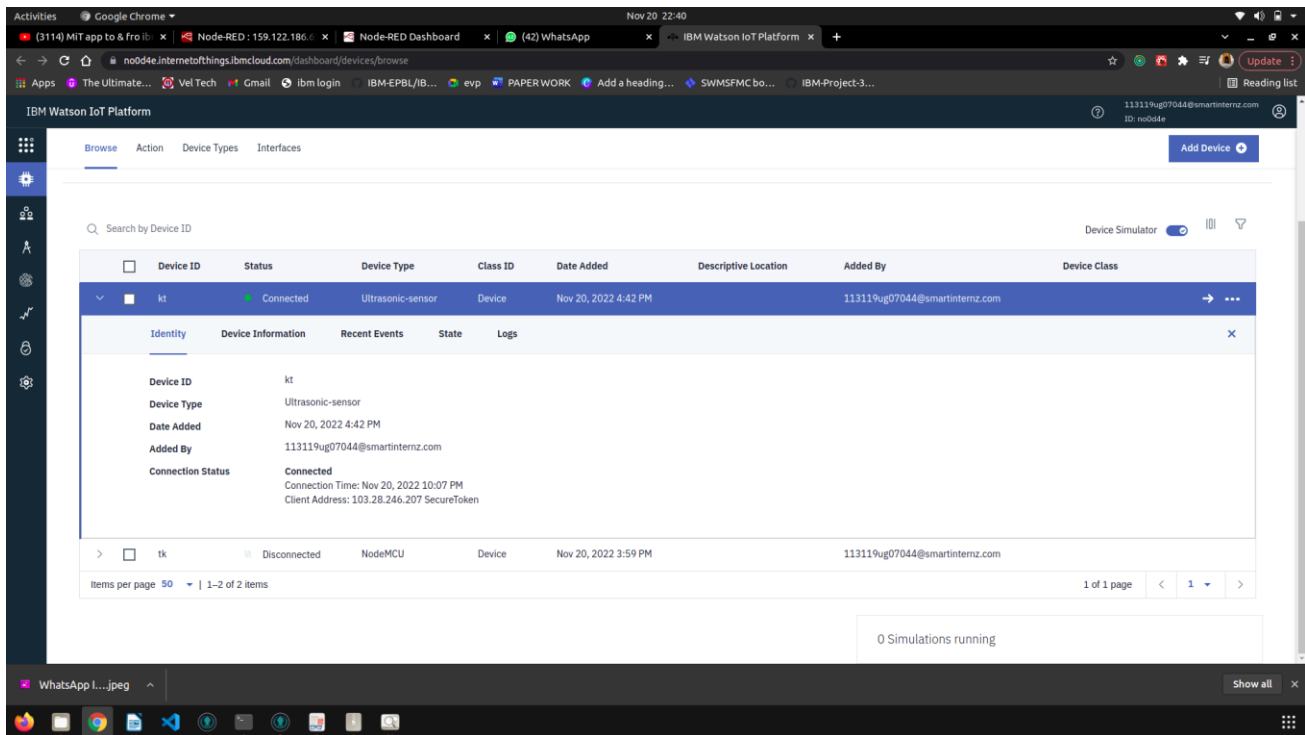 Activities Google Chrome Nov 20 22:40
(3114) MiT app to & fro ib Node-RED : 159.122.186.6 Node-RED Dashboard (42) WhatsApp IBM Watson IoT Platform
no0d4e.internetofthings.ibmcloud.com/dashboard/devices/browse Update
Apps The Ultimate... Vel Tech Gmail ibm login IBM-EPBL/IB... evp PAPER WORK Add a heading... SWMSFMC bo... IBM-Project-3... Reading list
IBM Watson IoT Platform 113119ug07044@smartinternz.com
ID: no0d4e
Browse Action Device Types Interfaces Add Device
Search by Device ID Device Simulator
Device ID Status Device Type Class ID Date Added Descriptive Location Added By Device Class
kt Connected Ultrasonic-sensor Device Nov 20, 2022 4:42 PM 113119ug07044@smartinternz.com
Identity Device Information Recent Events State Logs
Device ID kt
Device Type Ultrasonic-sensor
Date Added Nov 20, 2022 4:42 PM
Added By 113119ug07044@smartinternz.com
Connection Status Connected
Connection Time: Nov 20, 2022 10:07 PM
Client Address: 103.28.246.207 SecureToken
tk Disconnected NodeMCU Device Nov 20, 2022 3:59 PM 113119ug07044@smartinternz.com
Items per page 50 | 1–2 of 2 items 1 of 1 page 1
0 Simulations running
WhatsApp I....jpeg Show all